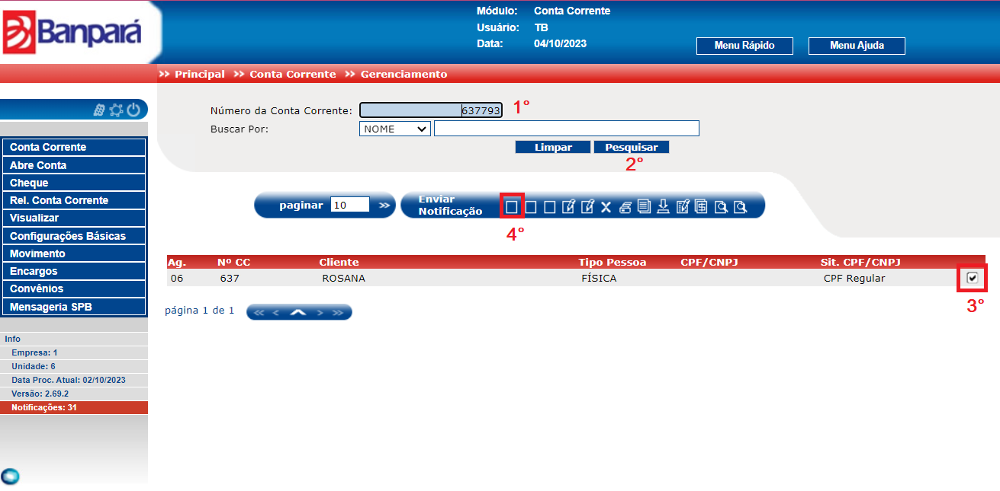 Banpará
Módulo: Conta Corrente
Usuário: TB
Data: 04/10/2023
Menu Rápido Menu Ajuda
>> Principal >> Conta Corrente >> Gerenciamento
Número da Conta Corrente: 637793 1°
Buscar Por: NOME
Limpar Pesquisar
2°
Conta Corrente
Abre Conta
Cheque
Rel. Conta Corrente
Visualizar
Configurações Básicas
Movimento
Encargos
Convênios
Mensageria SPB
Info
Empresa: 1
Unidade: 6
Data Proc. Atual: 02/10/2023
Versão: 2.69.2
Notificações: 31
paginar 10 >>
Enviar
Notificação
4°
Ag. Nº CC Cliente Tipo Pessoa CPF/CNPJ Sit. CPF/CNPJ
06 637 ROSANA FÍSICA CPF Regular
3°
página 1 de 1 << < > >>